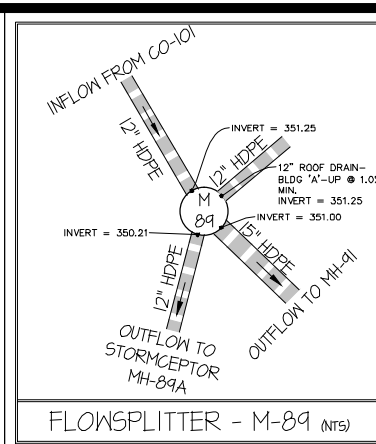 INFLOW FROM CO-101
12" HDPE
INVERT = 351.25
12" HDPE
12" ROOF DRAIN-
BLDG 'A'-UP @ 1.0%
MIN.
INVERT = 351.25
M
89
INVERT = 351.00
INVERT = 350.21
15" HDPE
12" HDPE
OUTFLOW TO MH-91
OUTFLOW TO
STORMCEPTOR
MH-89A
FLOWSPLITTER - M-89 (NTS)